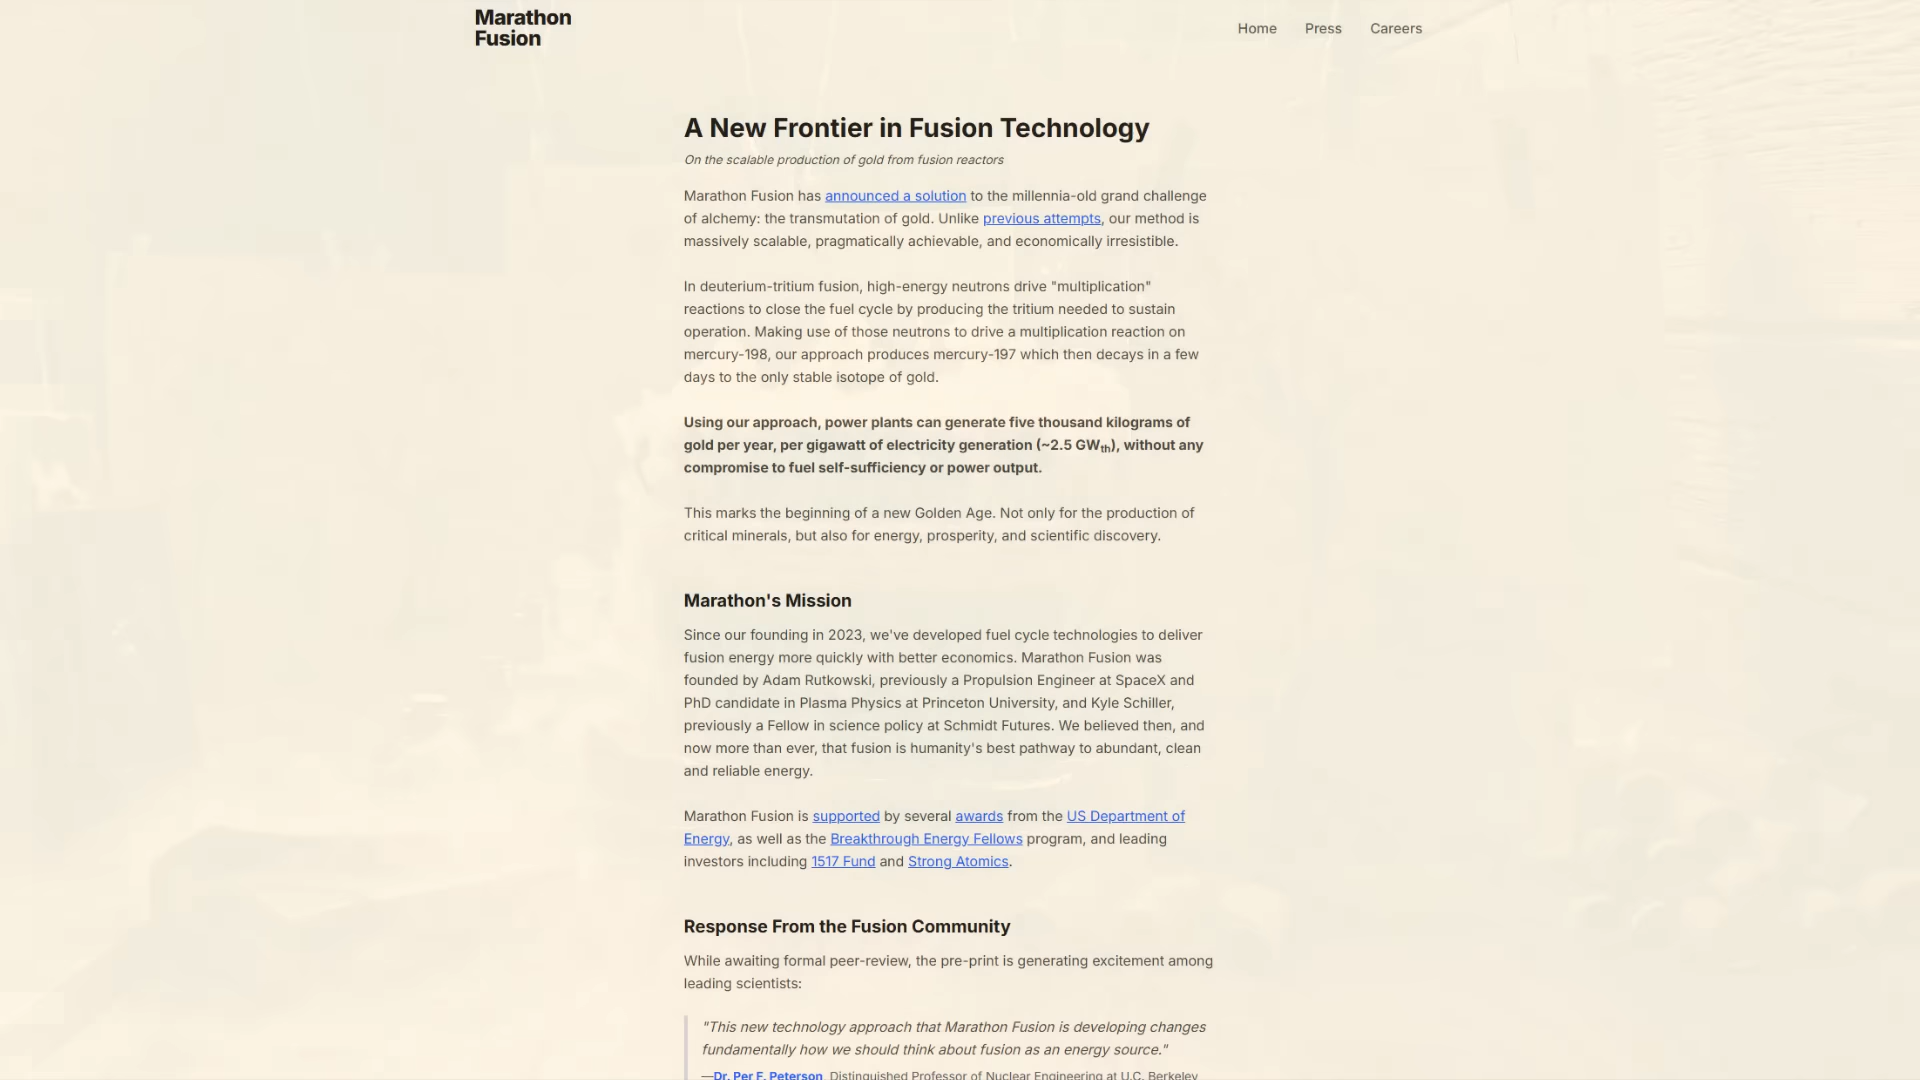 Marathon
Fusion
Home
Press
Careers
A New Frontier in Fusion Technology
On the scalable production of gold from fusion reactors
Marathon Fusion has announced a solution to the millennia-old grand challenge
of alchemy: the transmutation of gold. Unlike previous attempts, our method is
massively scalable, pragmatically achievable, and economically irresistible.
In deuterium-tritium fusion, high-energy neutrons drive "multiplication"
reactions to close the fuel cycle by producing the tritium needed to sustain
operation. Making use of those neutrons to drive a multiplication reaction on
mercury-198, our approach produces mercury-197 which then decays in a few
days to the only stable isotope of gold.
Using our approach, power plants can generate five thousand kilograms of
gold per year, per gigawatt of electricity generation (~2.5 GWth), without any
compromise to fuel self-sufficiency or power output.
This marks the beginning of a new Golden Age. Not only for the production of
critical minerals, but also for energy, prosperity, and scientific discovery.
Marathon's Mission
Since our founding in 2023, we've developed fuel cycle technologies to deliver
fusion energy more quickly with better economics. Marathon Fusion was
founded by Adam Rutkowski, previously a Propulsion Engineer at SpaceX and
PhD candidate in Plasma Physics at Princeton University, and Kyle Schiller,
previously a Fellow in science policy at Schmidt Futures. We believed then, and
now more than ever, that fusion is humanity's best pathway to abundant, clean
and reliable energy.
Marathon Fusion is supported by several awards from the US Department of
Energy, as well as the Breakthrough Energy Fellows program, and leading
investors including 1517 Fund and Strong Atomics.
Response From the Fusion Community
While awaiting formal peer-review, the pre-print is generating excitement among
leading scientists:
"This new technology approach that Marathon Fusion is developing changes
fundamentally how we should think about fusion as an energy source."
—Dr. Per F. Peterson, Distinguished Professor of Nuclear Engineering at U.C. Berkeley